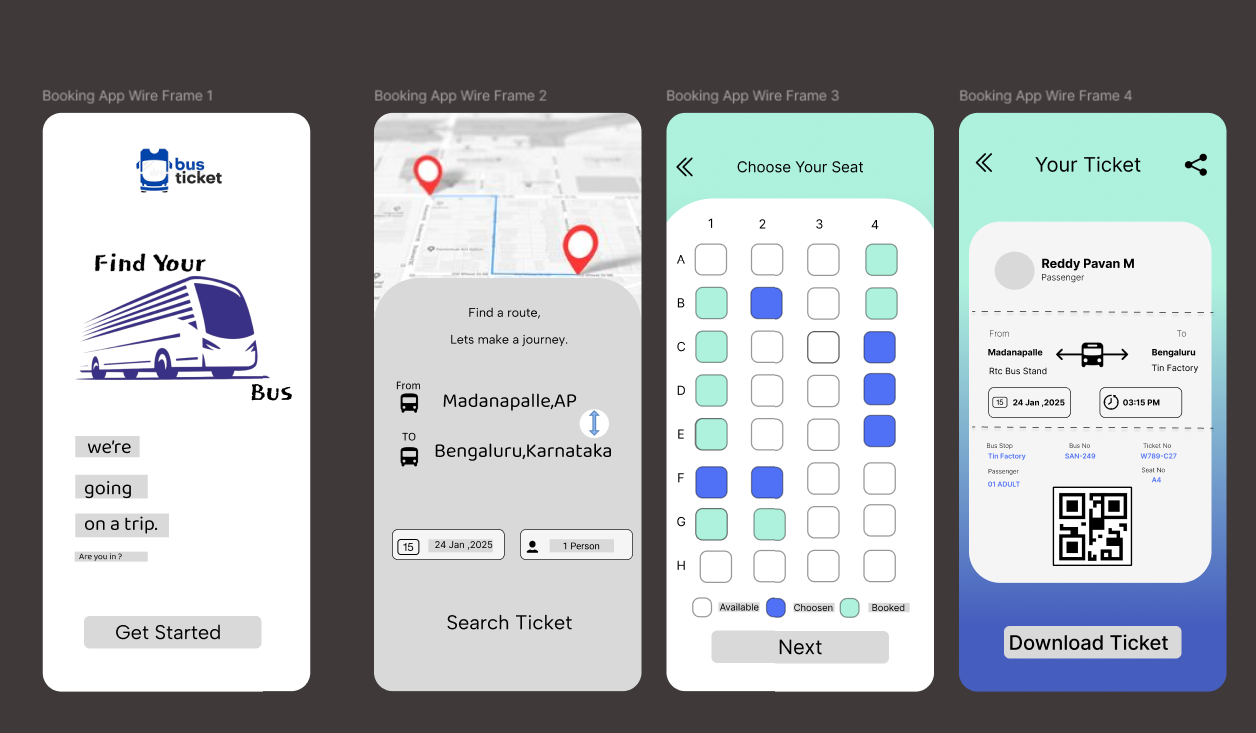 Booking App Wire Frame 1
bus
ticket
Find Your
Bus
we're
going
on a trip.
Are you in ?
Get Started
Booking App Wire Frame 2
Find a route,
Lets make a journey.
From
Madanapalle,AP
TO
Bengaluru,Karnataka
15
24 Jan ,2025
1 Person
Search Ticket
Booking App Wire Frame 3
Choose Your Seat
1 2 3 4
A
B
C
D
E
F
G
H
Available Choosen Booked
Next
Booking App Wire Frame 4
Your Ticket
Reddy Pavan M
Passenger
From To
Madanapalle Bengaluru
Rtc Bus Stand Tin Factory
15 24 Jan ,2025 03:15 PM
Bus Stop Bus No Ticket No
Tin Factory SAN-249 W789-C27
Passenger Seat No
01 ADULT A4
Download Ticket